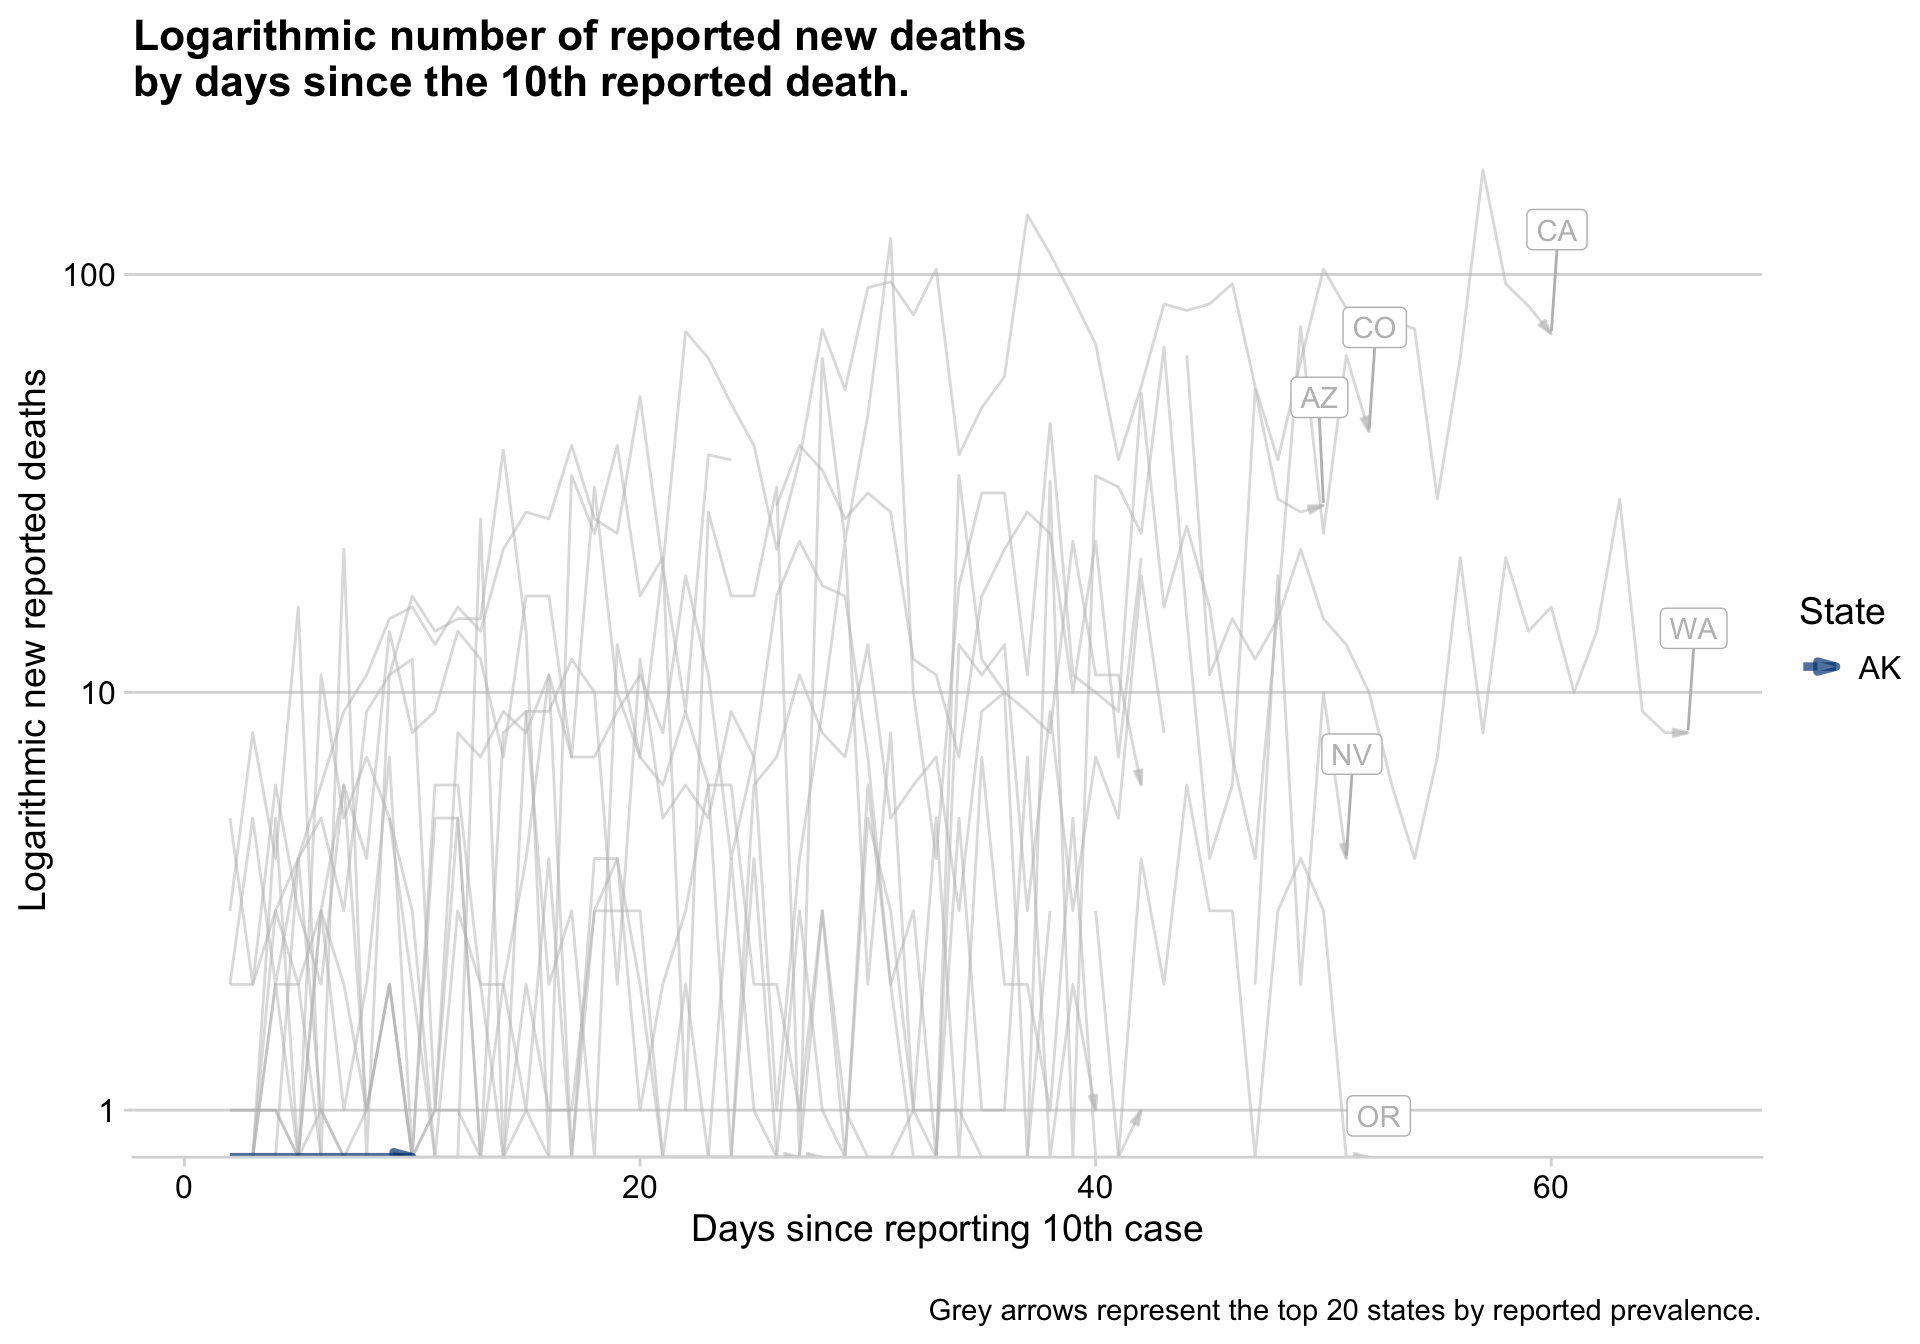 Logarithmic number of reported new deaths
by days since the 10th reported death.
Logarithmic new reported deaths
100
10
1
CA
CO
AZ
WA
NV
OR
State
AK
0 20 40 60
Days since reporting 10th case
Grey arrows represent the top 20 states by reported prevalence.